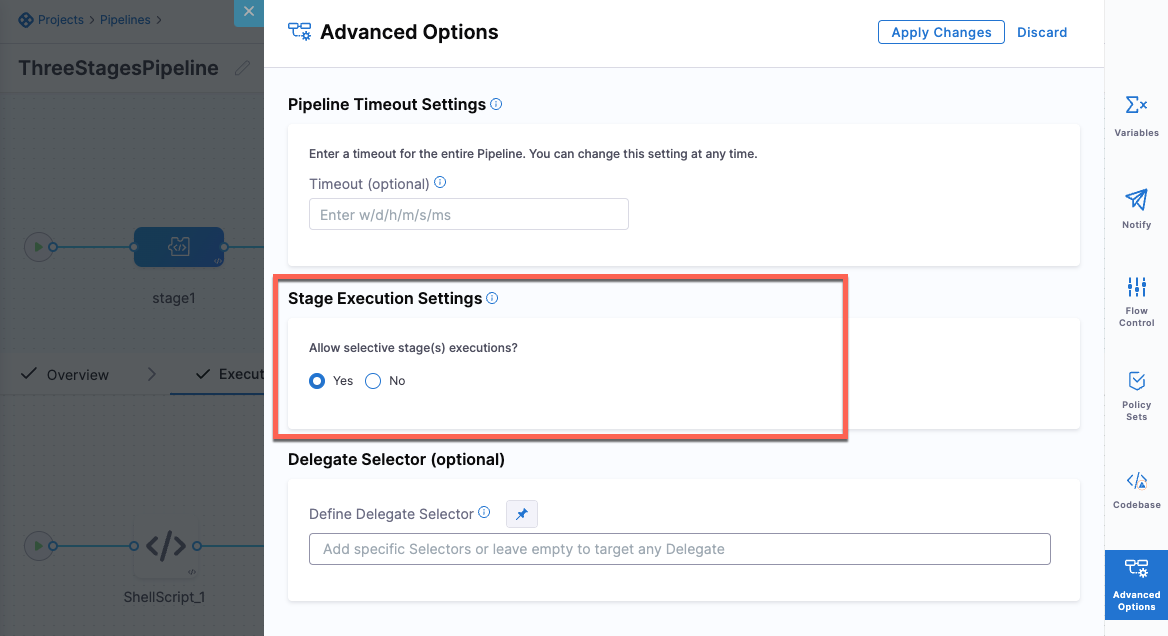 Projects > Pipelines >
ThreeStagesPipeline
stage1
Overview
Execut
ShellScript_1
Advanced Options
Apply Changes
Discard
Pipeline Timeout Settings
Enter a timeout for the entire Pipeline. You can change this setting at any time.
Timeout (optional)
Enter w/d/h/m/s/ms
Stage Execution Settings
Allow selective stage(s) executions?
Yes No
Delegate Selector (optional)
Define Delegate Selector
Add specific Selectors or leave empty to target any Delegate
Variables
Notify
Flow
Control
Policy
Sets
Codebase
Advanced
Options